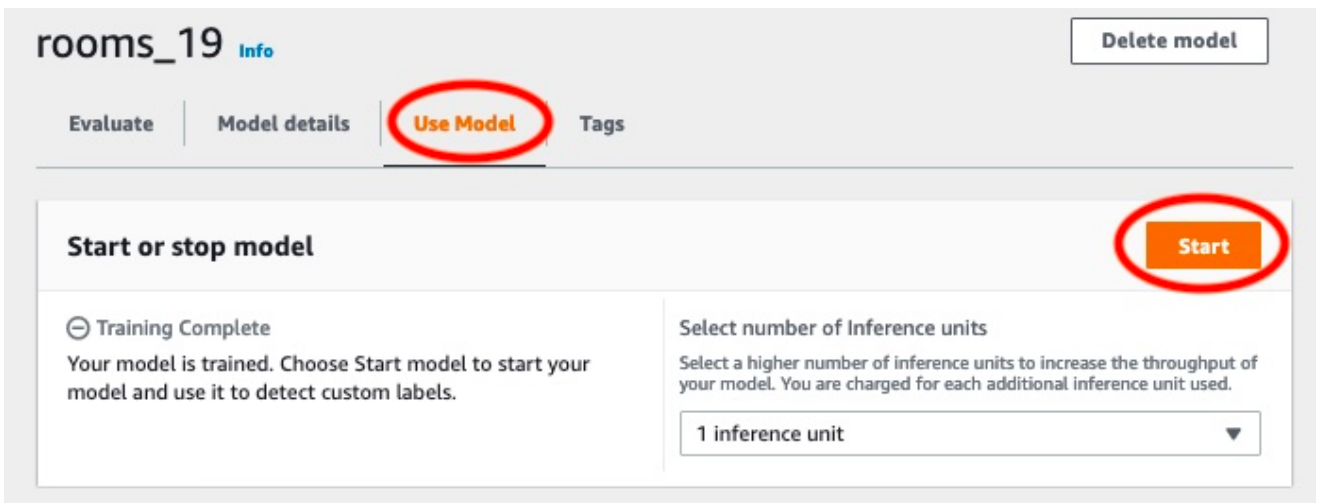 rooms_19 Info
Delete model
Evaluate
Model details
Use Model
Tags
Start or stop model
Start
Training Complete
Your model is trained. Choose Start model to start your
model and use it to detect custom labels.
Select number of Inference units
Select a higher number of inference units to increase the throughput of
your model. You are charged for each additional inference unit used.
1 inference unit